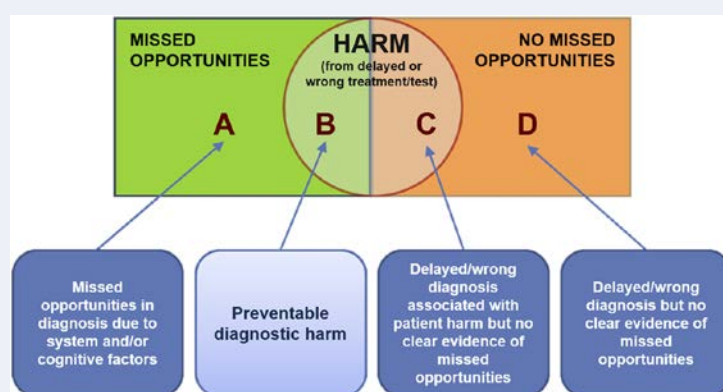 MISSED
OPPORTUNITIES
HARM
(from delayed or
wrong treatment/test)
NO MISSED
OPPORTUNITIES
A
B
C
D
Missed
opportunities in
diagnosis due to
system and/or
cognitive factors
Preventable
diagnostic harm
Delayed/wrong
diagnosis
associated with
patient harm but no
clear evidence of
missed
opportunities
Delayed/wrong
diagnosis but no
clear evidence of
missed
opportunities